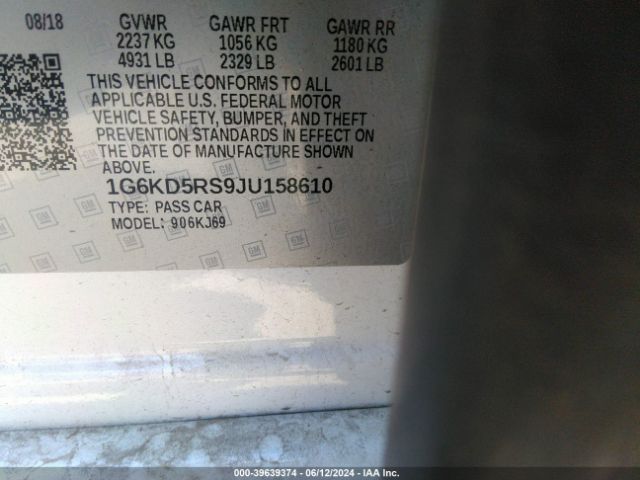 08/18 GVWR GAWR FRT GAWR RR
2237 KG 1056 KG 1180 KG
4931 LB 2329 LB 2601 LB
THIS VEHICLE CONFORMS TO ALL
APPLICABLE U.S. FEDERAL MOTOR
VEHICLE SAFETY, BUMPER, AND THEFT
PREVENTION STANDARDS IN EFFECT ON
THE DATE OF MANUFACTURE SHOWN
ABOVE.
1G6KD5RS9JU158610
TYPE: PASS CAR
MODEL: 906KJ69
000-39639374 - 06/12/2024 - IAA Inc.